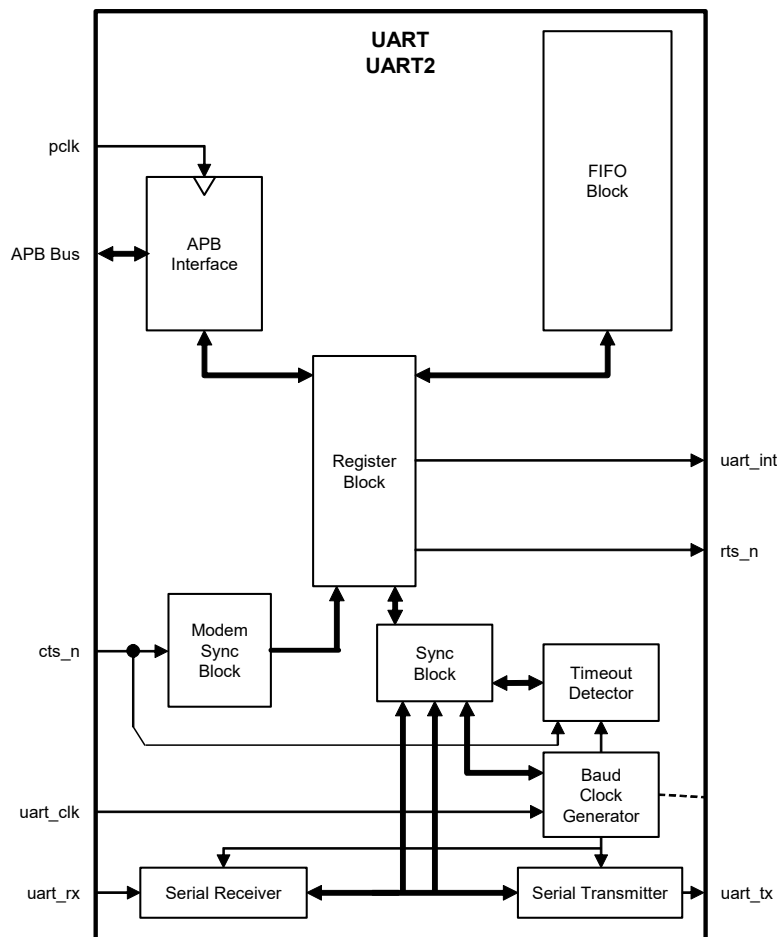 UART
UART2
pclk
FIFO
Block
APB Bus
APB
Interface
Register
Block
uart_int
rts_n
cts_n
Modem
Sync
Block
Sync
Block
Timeout
Detector
uart_clk
Baud
Clock
Generator
uart_rx
Serial Receiver
Serial Transmitter
uart_tx